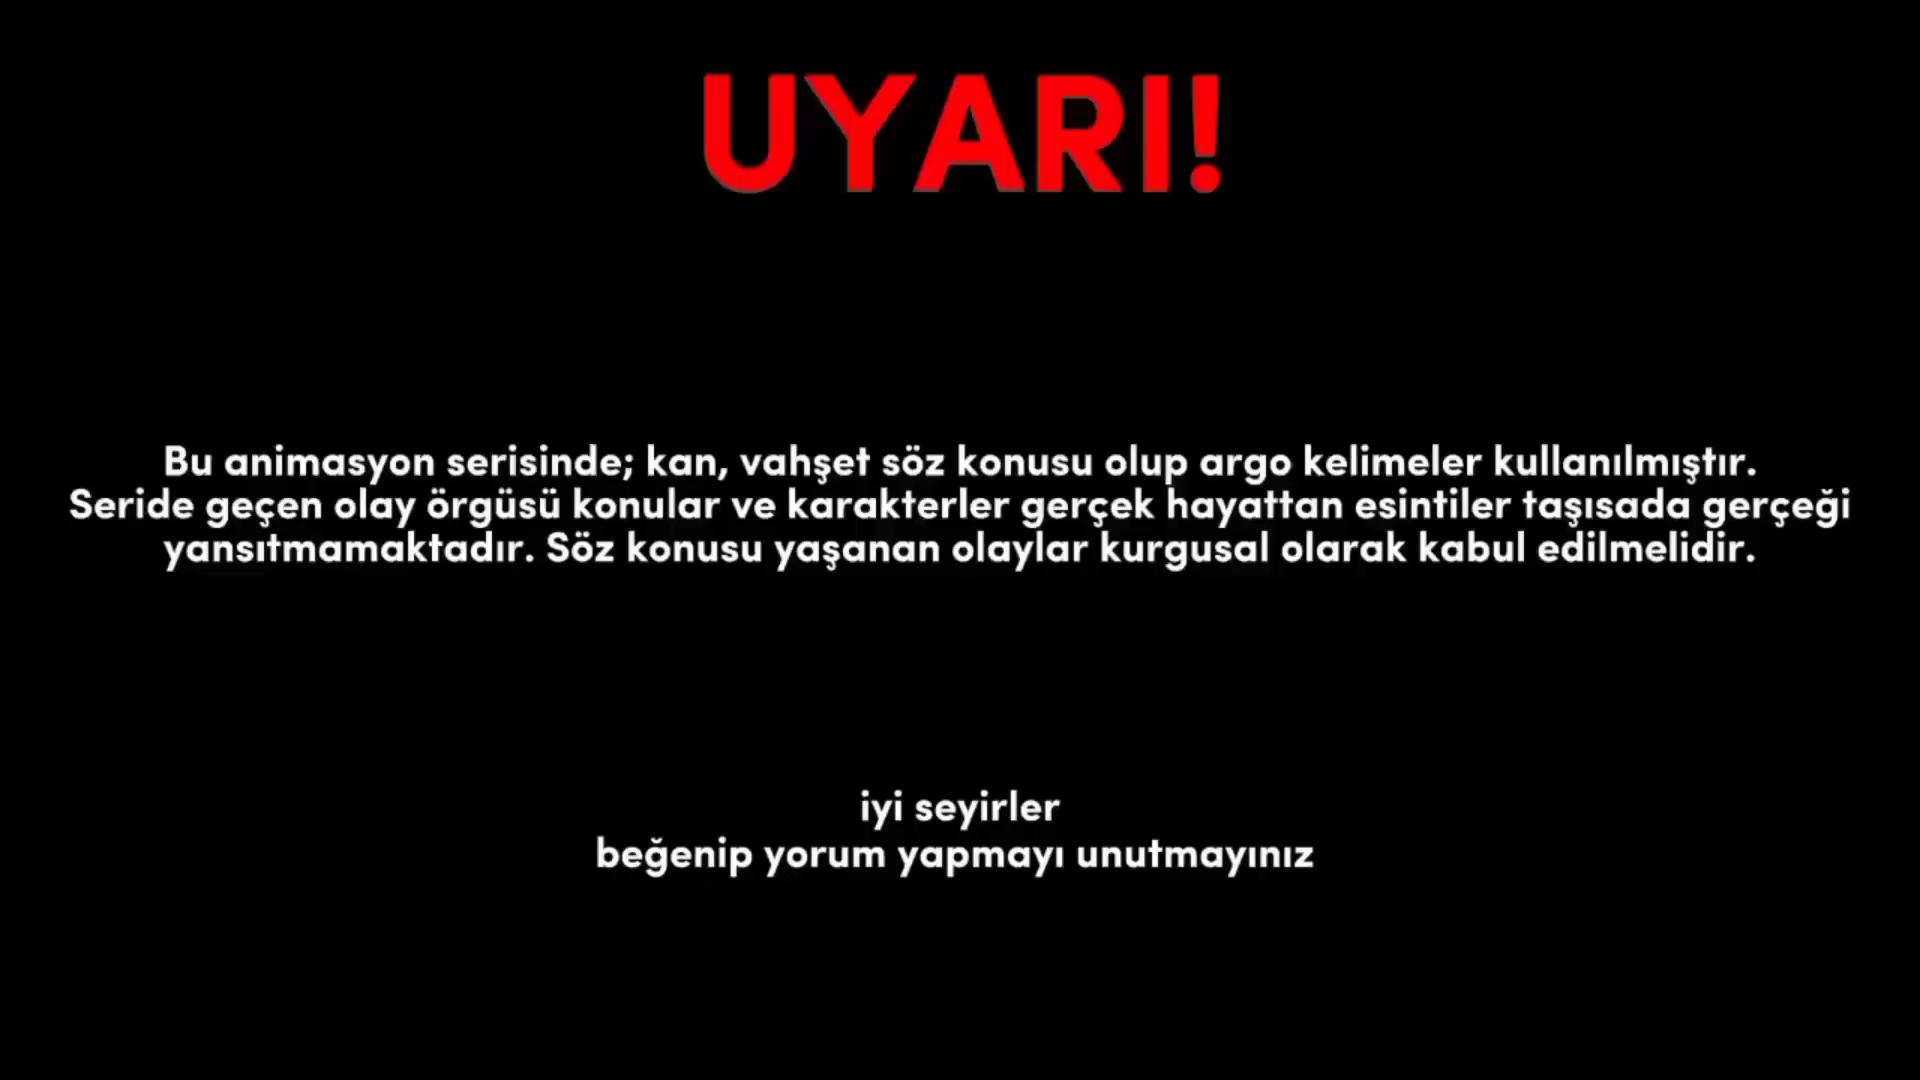 UYARI!
Bu animasyon serisinde; kan, vahşet söz konusu olup argo kelimeler kullanılmıştır.
Seride geçen olay örgüsü konular ve karakterler gerçek hayattan esintiler taşısada gerçeği
yansıtmamaktadır. Söz konusu yaşanan olaylar kurgusal olarak kabul edilmelidir.
iyi seyirler
beğenip yorum yapmayı unutmayınız